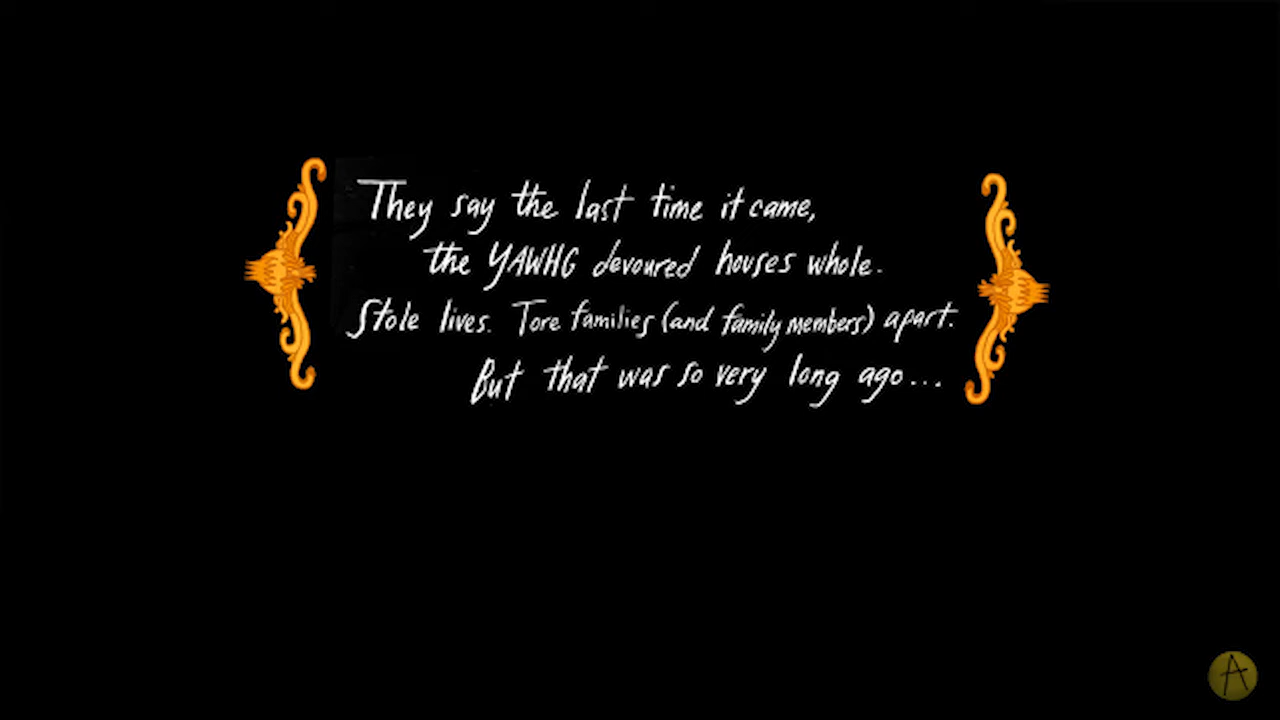 They say the last time it came,
the YAWHG devoured houses whole.
Stole lives. Tore families (and family members) apart.
But that was so very long ago...
A